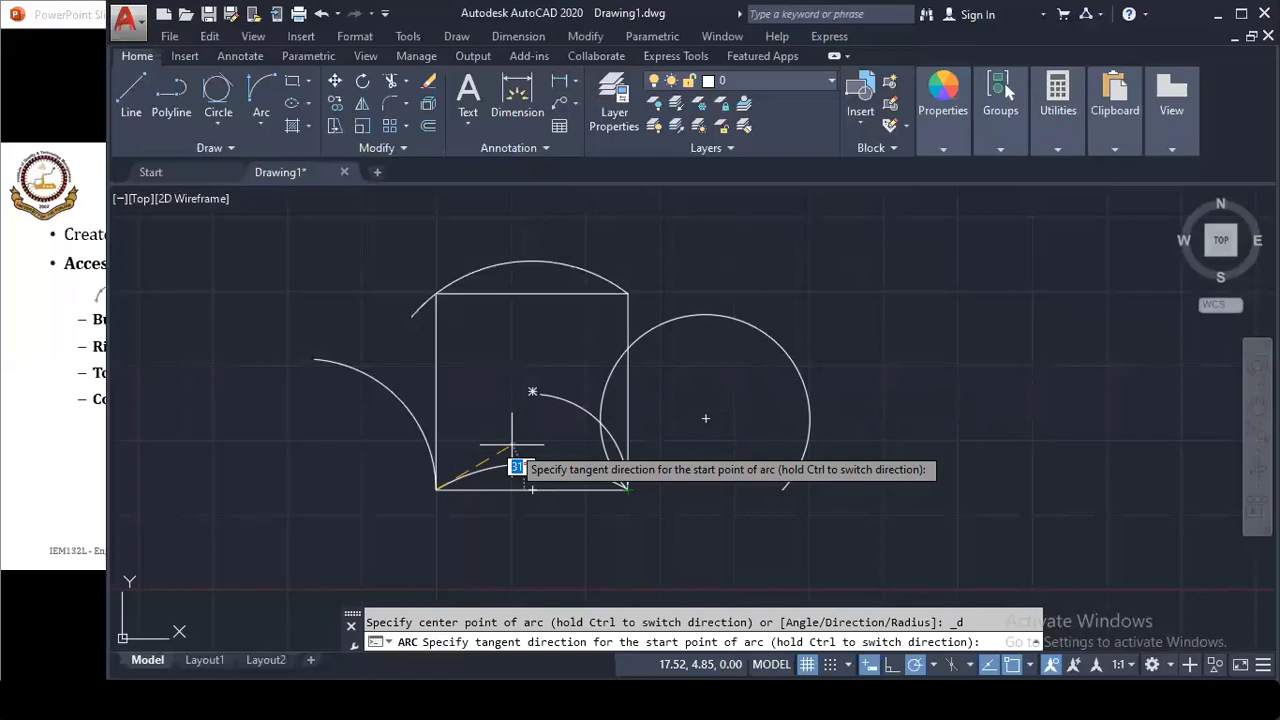 PowerPoint Sli
Autodesk AutoCAD 2020 Drawing1.dwg
Type a keyword or phrase
Sign In
File Edit View Insert Format Tools Draw Dimension Modify Parametric Window Help Express
Home Insert Annotate Parametric View Manage Output Add-ins Collaborate Express Tools Featured Apps
0
Line Polyline Circle Arc
Text Dimension
Layer Properties
Insert
Properties Groups Utilities Clipboard View
Draw Modify Annotation Layers Block
Start Drawing1*
[−][Top][2D Wireframe]
N
W TOP E
S
WCS
Create
Acces
– Bu
– Ri
– To
– Co
IEM132L - En
31° Specify tangent direction for the start point of arc (hold Ctrl to switch direction):
Y
X
Specify center point of arc (hold Ctrl to switch direction) or [Angle/Direction/Radius]: _d
ARC Specify tangent direction for the start point of arc (hold Ctrl to switch direction):
Activate Windows
Go to Settings to activate Windows.
Model Layout1 Layout2
17.52, 4.85, 0.00 MODEL 1:1